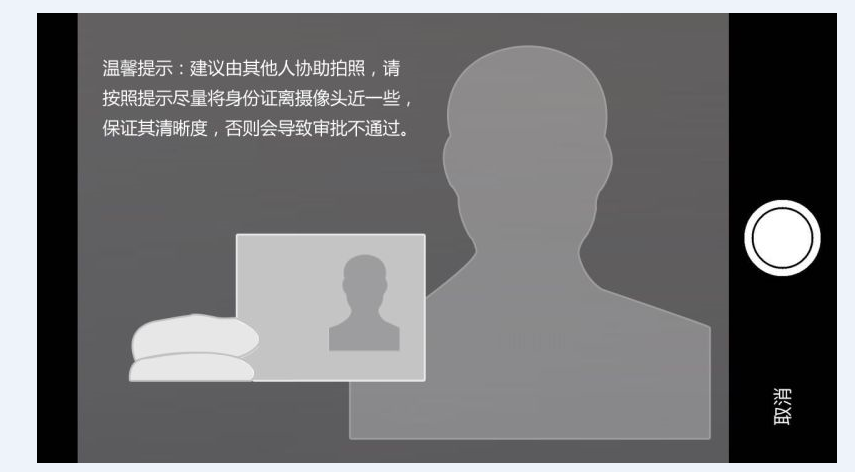 温馨提示：建议由其他人协助拍照，请
按照提示尽量将身份证离摄像头近一些，
保证其清晰度，否则会导致审批不通过。
取消